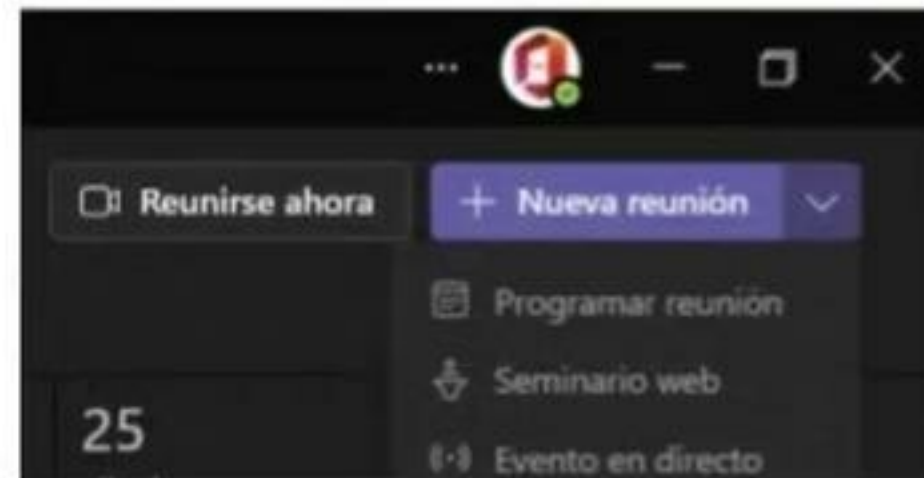 Reunirse ahora
+ Nueva reunión
Programar reunión
Seminario web
25
Evento en directo